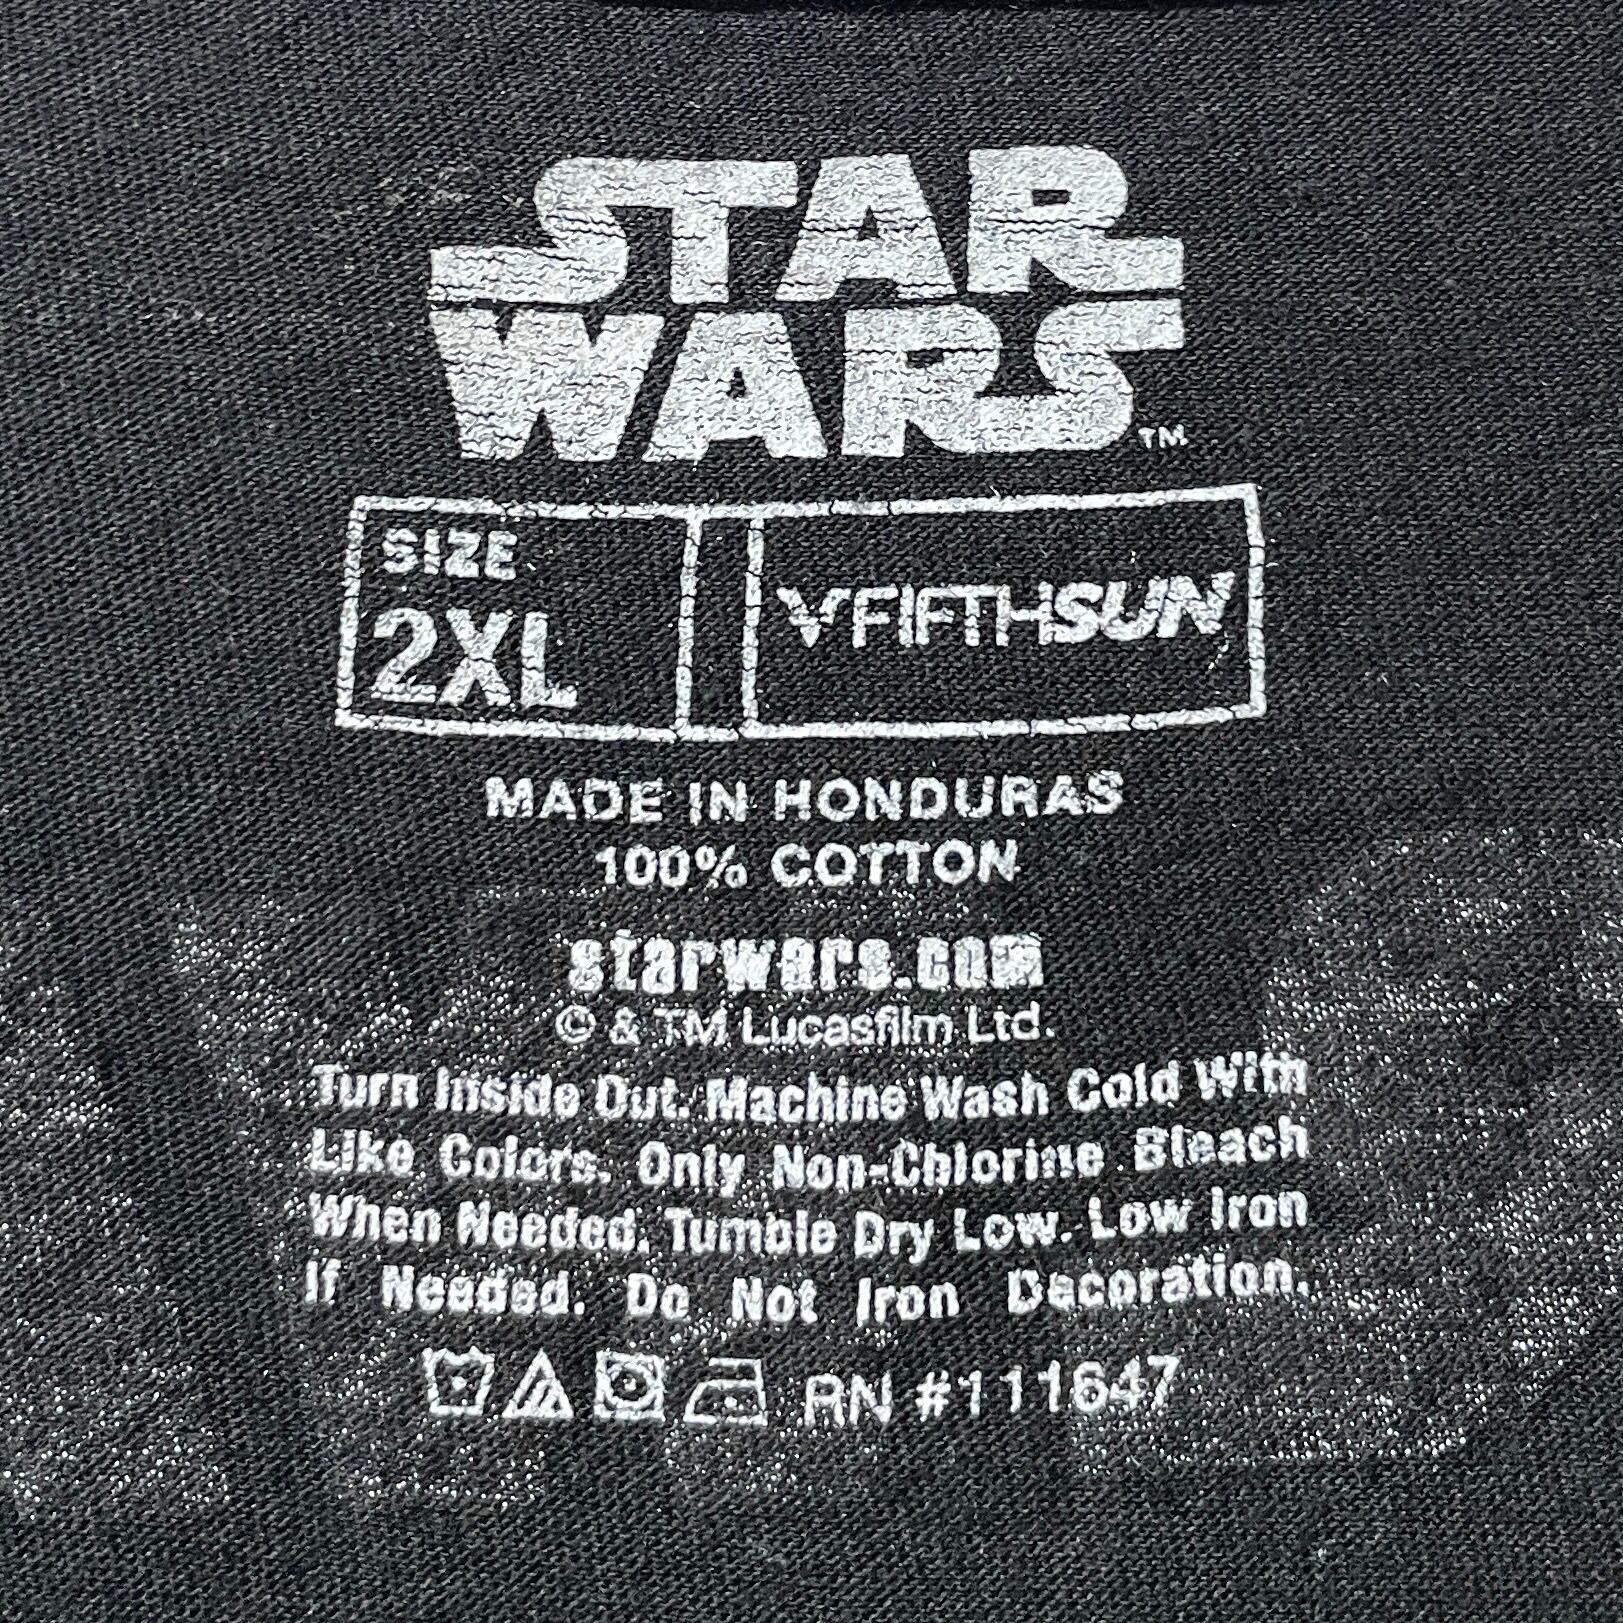 STAR
WARS™
SIZE
2XL
FIFTHSUN
MADE IN HONDURAS
100% COTTON
starwars.com
© & TM Lucasfilm Ltd.
Turn Inside Out. Machine Wash Cold With
Like Colors. Only Non-Chlorine Bleach
When Needed. Tumble Dry Low. Low Iron
If Needed. Do Not Iron Decoration.
RN #111647